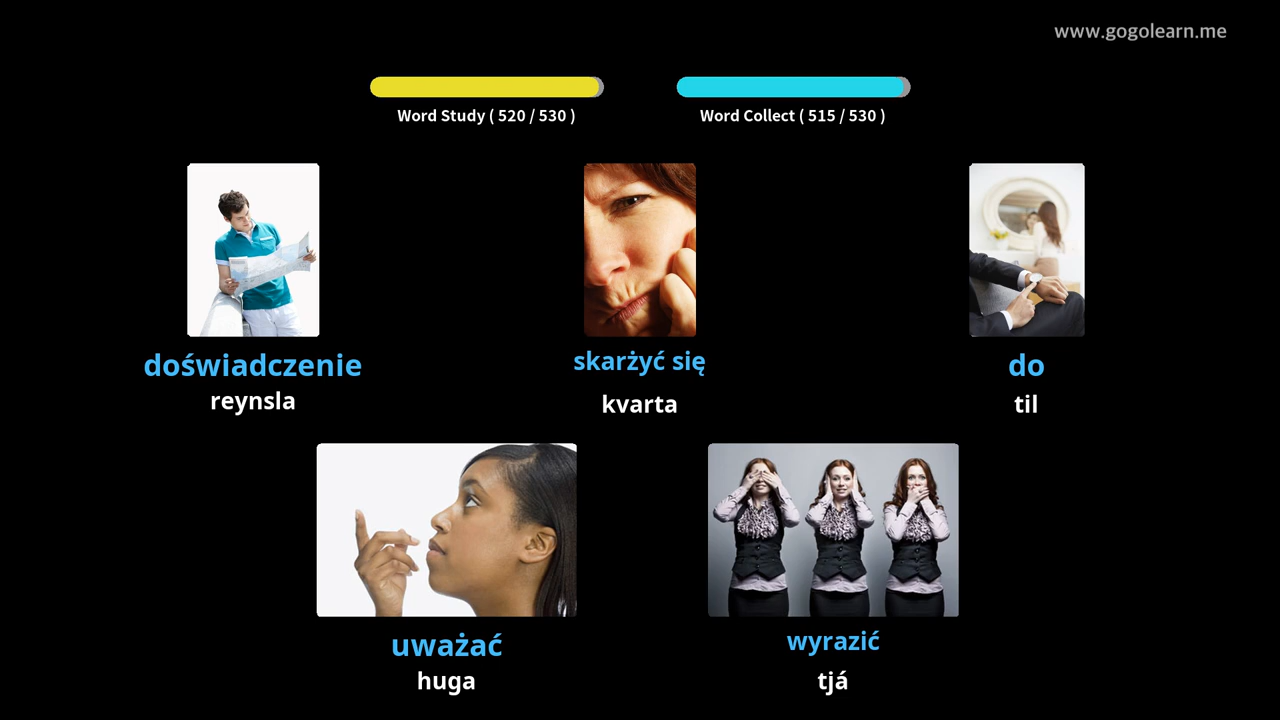 www.gogolearn.me
Word Study ( 520 / 530 )
Word Collect ( 515 / 530 )
doświadczenie
reynsla
skarżyć się
kvarta
do
til
uważać
huga
wyrazić
tjá